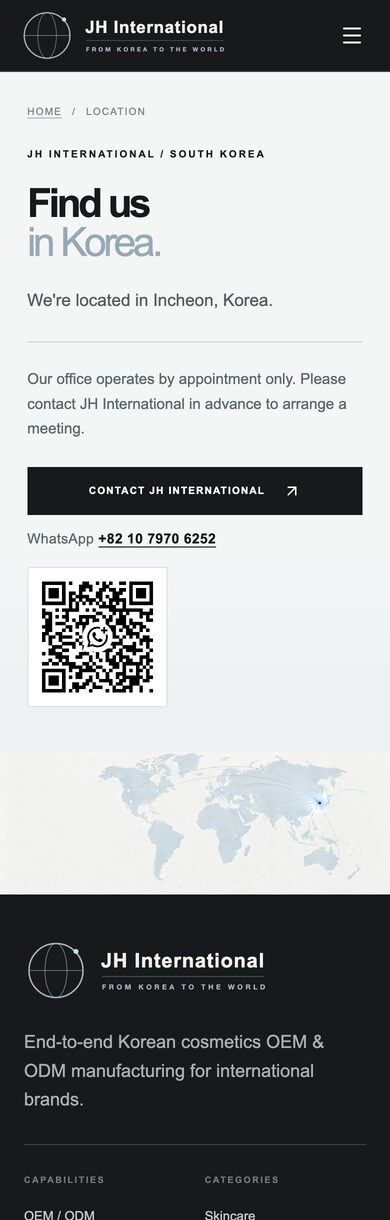 JH International
FROM KOREA TO THE WORLD
HOME / LOCATION
JH INTERNATIONAL / SOUTH KOREA
Find us
in Korea.
We're located in Incheon, Korea.
Our office operates by appointment only. Please
contact JH International in advance to arrange a
meeting.
CONTACT JH INTERNATIONAL
WhatsApp +82 10 7970 6252
JH International
FROM KOREA TO THE WORLD
End-to-end Korean cosmetics OEM &
ODM manufacturing for international
brands.
CAPABILITIES CATEGORIES
OEM / ODM Skincare